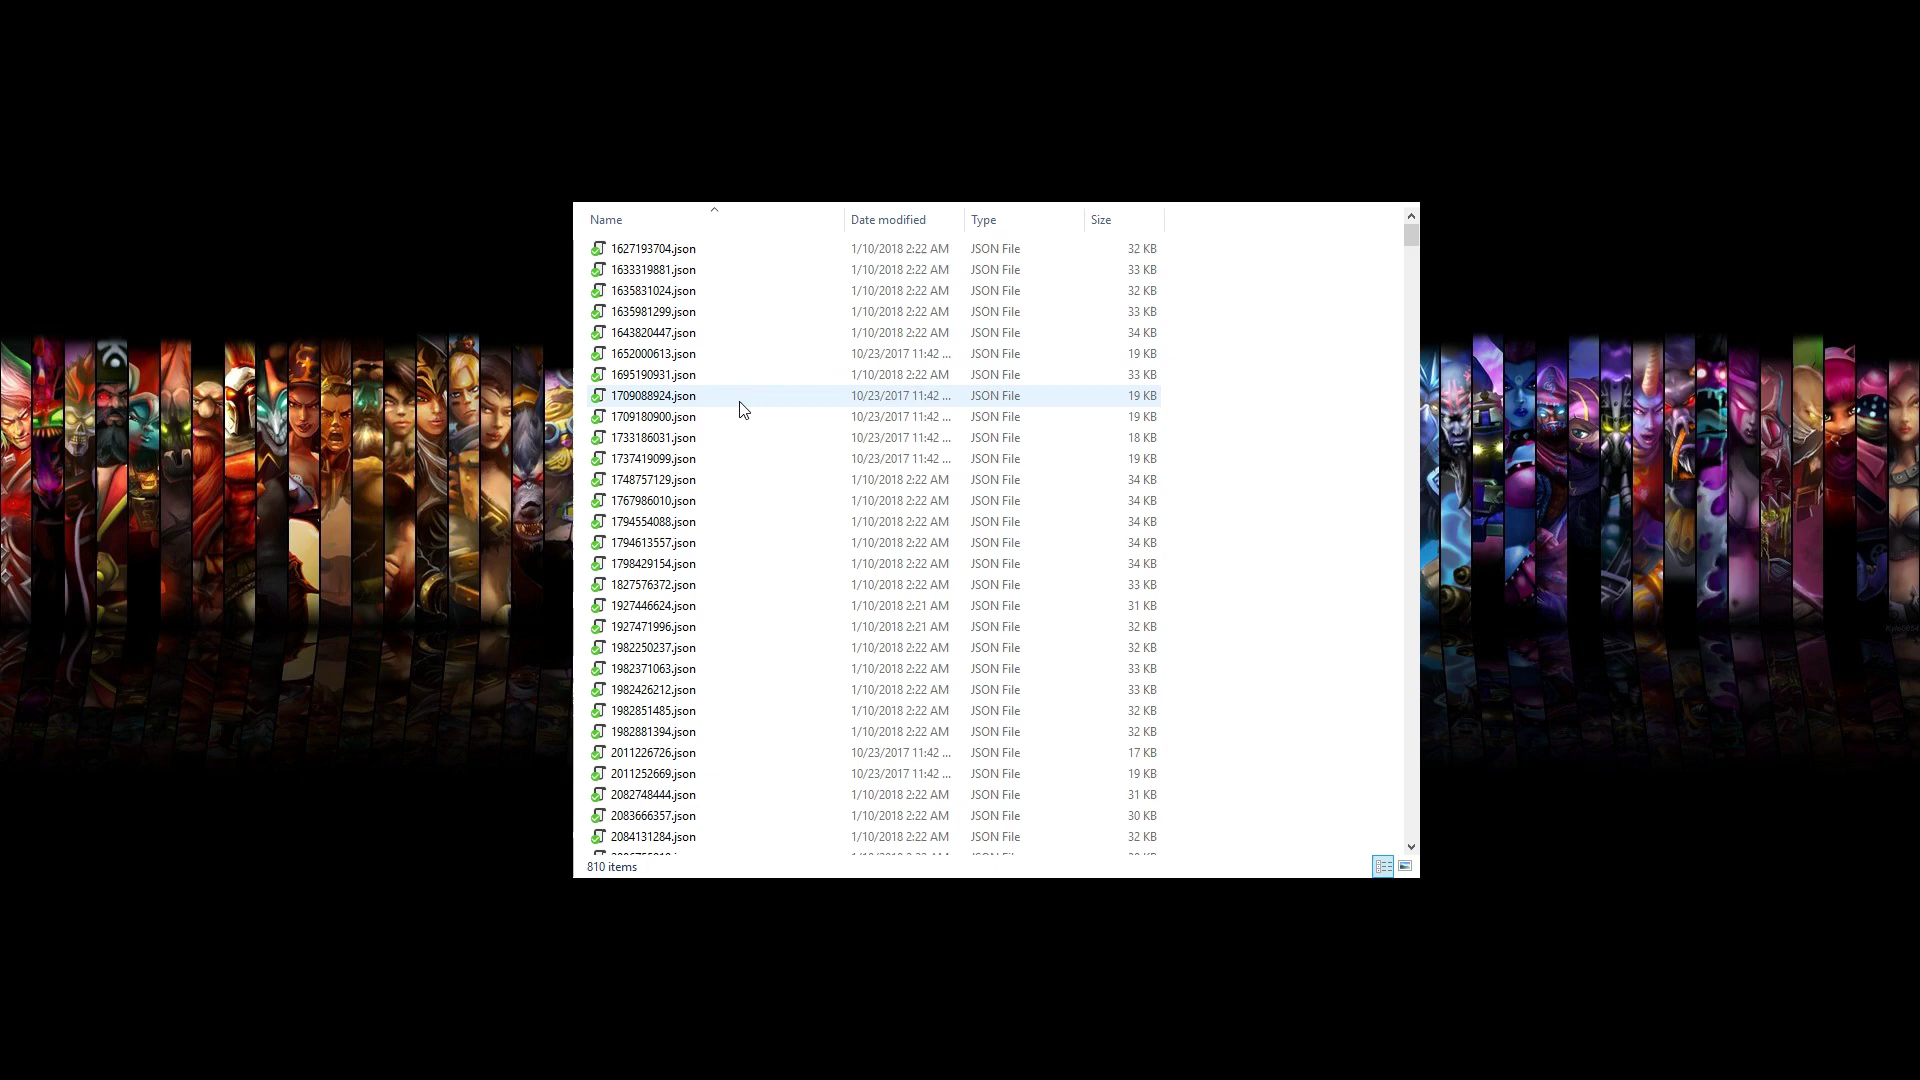 Name Date modified Type Size
1627193704.json 1/10/2018 2:22 AM JSON File 32 KB
1633319881.json 1/10/2018 2:22 AM JSON File 33 KB
1635831024.json 1/10/2018 2:22 AM JSON File 32 KB
1635981299.json 1/10/2018 2:22 AM JSON File 33 KB
1643820447.json 1/10/2018 2:22 AM JSON File 34 KB
1652000613.json 10/23/2017 11:42 ... JSON File 19 KB
1695190931.json 1/10/2018 2:22 AM JSON File 33 KB
1709088924.json 10/23/2017 11:42 ... JSON File 19 KB
1709180900.json 10/23/2017 11:42 ... JSON File 19 KB
1733186031.json 10/23/2017 11:42 ... JSON File 18 KB
1737419099.json 10/23/2017 11:42 ... JSON File 19 KB
1748757129.json 1/10/2018 2:22 AM JSON File 34 KB
1767986010.json 1/10/2018 2:22 AM JSON File 34 KB
1794554088.json 1/10/2018 2:22 AM JSON File 34 KB
1794613557.json 1/10/2018 2:22 AM JSON File 34 KB
1798429154.json 1/10/2018 2:22 AM JSON File 34 KB
1827576372.json 1/10/2018 2:22 AM JSON File 33 KB
1927446624.json 1/10/2018 2:21 AM JSON File 31 KB
1927471996.json 1/10/2018 2:21 AM JSON File 32 KB
1982250237.json 1/10/2018 2:22 AM JSON File 32 KB
1982371063.json 1/10/2018 2:22 AM JSON File 33 KB
1982426212.json 1/10/2018 2:22 AM JSON File 33 KB
1982851485.json 1/10/2018 2:22 AM JSON File 32 KB
1982881394.json 1/10/2018 2:22 AM JSON File 32 KB
2011226726.json 10/23/2017 11:42 ... JSON File 17 KB
2011252669.json 10/23/2017 11:42 ... JSON File 19 KB
2082748444.json 1/10/2018 2:22 AM JSON File 31 KB
2083666357.json 1/10/2018 2:22 AM JSON File 30 KB
2084131284.json 1/10/2018 2:22 AM JSON File 32 KB
810 items